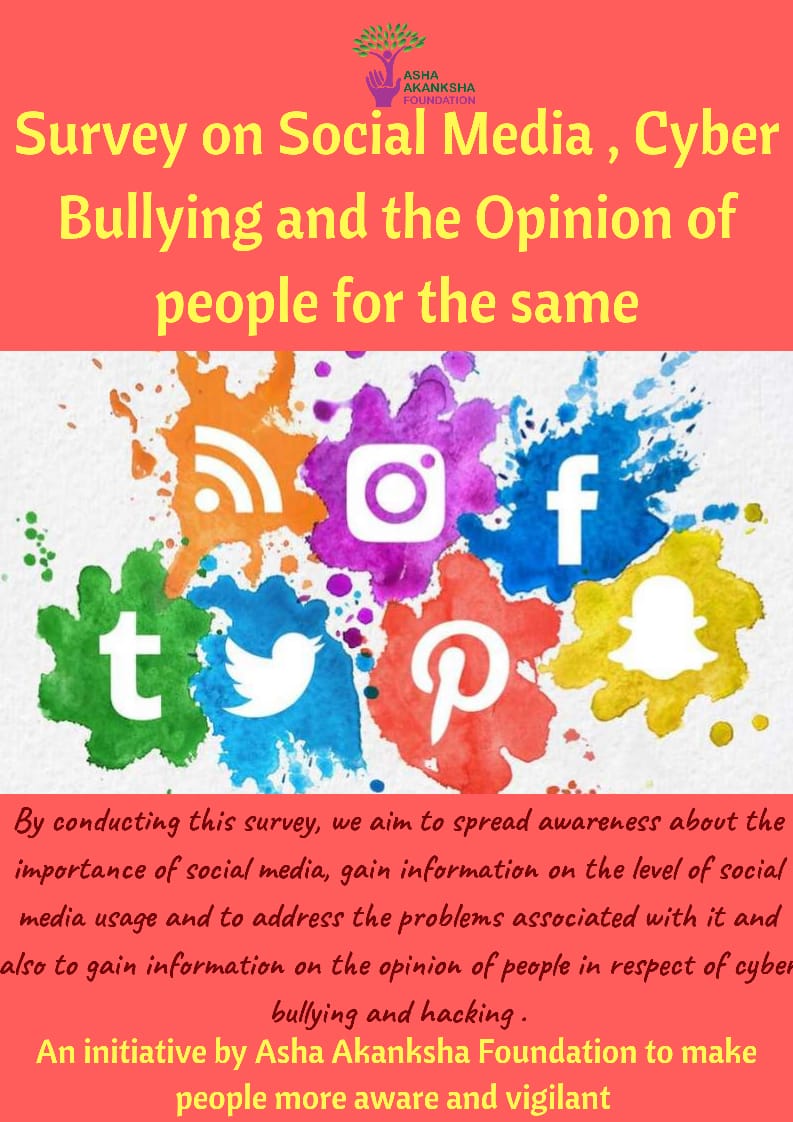 ASHA
AKANKSHA
FOUNDATION
Survey on Social Media , Cyber
Bullying and the Opinion of
people for the same
t
f
By conducting this survey, we aim to spread awareness about the
importance of social media, gain information on the level of social
media usage and to address the problems associated with it and
also to gain information on the opinion of people in respect of cyber
bullying and hacking .
An initiative by Asha Akanksha Foundation to make
people more aware and vigilant